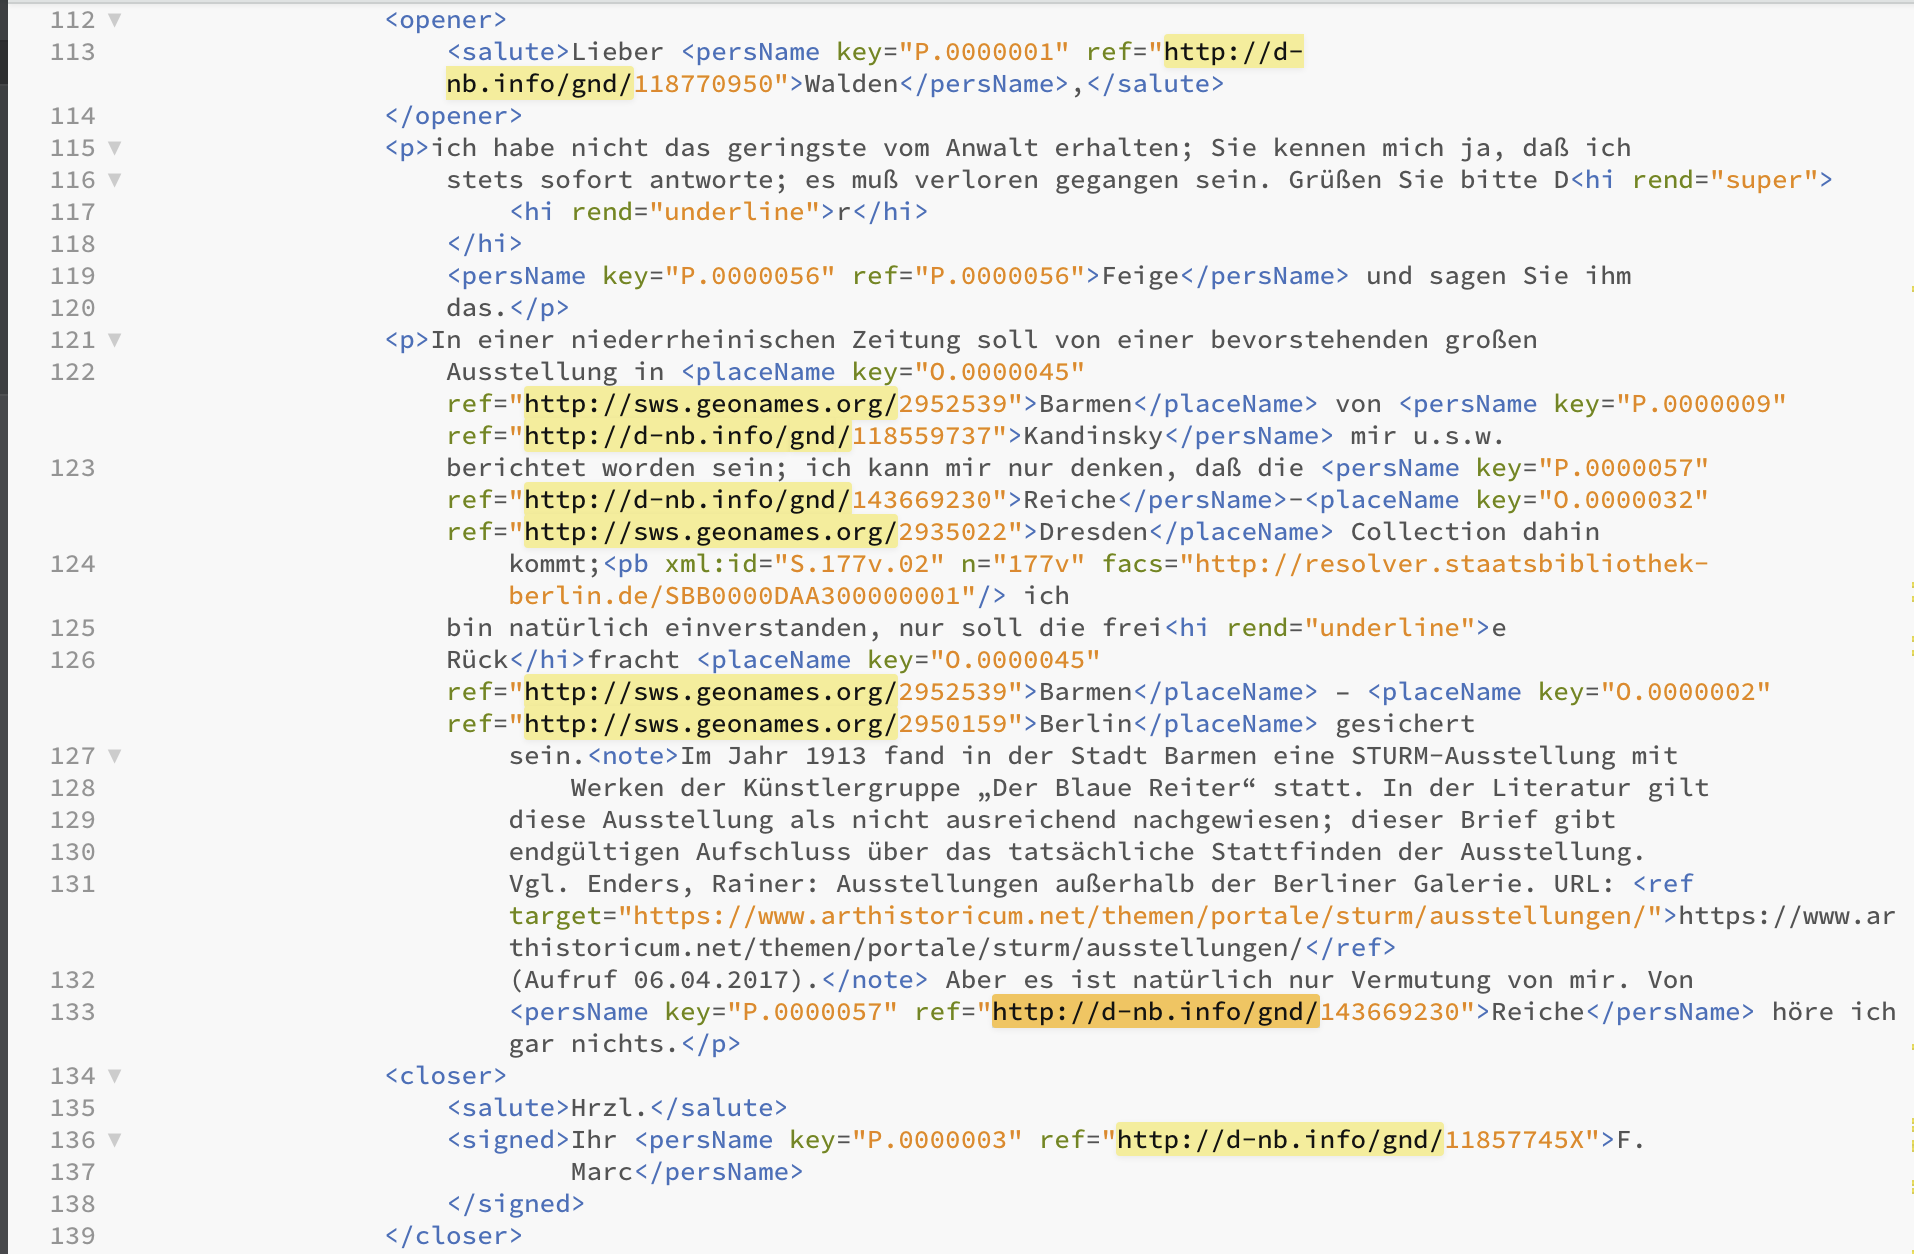 112 ▼ <opener>
113 <salute>Lieber <persName key="P.0000001" ref="http://d-
nb.info/gnd/118770950">Walden</persName>,</salute>
114 </opener>
115 ▼ <p>ich habe nicht das geringste vom Anwalt erhalten; Sie kennen mich ja, daß ich
116 ▼ stets sofort antworte; es muß verloren gegangen sein. Grüßen Sie bitte D<hi rend="super">
117 <hi rend="underline">r</hi>
118 </hi>
119 <persName key="P.0000056" ref="P.0000056">Feige</persName> und sagen Sie ihm
120 das.</p>
121 ▼ <p>In einer niederrheinischen Zeitung soll von einer bevorstehenden großen
122 Ausstellung in <placeName key="O.0000045"
ref="http://sws.geonames.org/2952539">Barmen</placeName> von <persName key="P.0000009"
ref="http://d-nb.info/gnd/118559737">Kandinsky</persName> mir u.s.w.
123 berichtet worden sein; ich kann mir nur denken, daß die <persName key="P.0000057"
ref="http://d-nb.info/gnd/143669230">Reiche</persName>-<placeName key="O.0000032"
ref="http://sws.geonames.org/2935022">Dresden</placeName> Collection dahin
124 kommt;<pb xml:id="S.177v.02" n="177v" facs="http://resolver.staatsbibliothek-
berlin.de/SBB0000DAA300000001"/> ich
125 bin natürlich einverstanden, nur soll die frei<hi rend="underline">e
126 Rück</hi>fracht <placeName key="O.0000045"
ref="http://sws.geonames.org/2952539">Barmen</placeName> – <placeName key="O.0000002"
ref="http://sws.geonames.org/2950159">Berlin</placeName> gesichert
127 ▼ sein.<note>Im Jahr 1913 fand in der Stadt Barmen eine STURM-Ausstellung mit
128 Werken der Künstlergruppe „Der Blaue Reiter“ statt. In der Literatur gilt
129 diese Ausstellung als nicht ausreichend nachgewiesen; dieser Brief gibt
130 endgültigen Aufschluss über das tatsächliche Stattfinden der Ausstellung.
131 Vgl. Enders, Rainer: Ausstellungen außerhalb der Berliner Galerie. URL: <ref
target="https://www.arthistoricum.net/themen/portale/sturm/ausstellungen/">https://www.ar
thistoricum.net/themen/portale/sturm/ausstellungen/</ref>
132 (Aufruf 06.04.2017).</note> Aber es ist natürlich nur Vermutung von mir. Von
133 <persName key="P.0000057" ref="http://d-nb.info/gnd/143669230">Reiche</persName> höre ich
gar nichts.</p>
134 ▼ <closer>
135 <salute>Hrzl.</salute>
136 ▼ <signed>Ihr <persName key="P.0000003" ref="http://d-nb.info/gnd/11857745X">F.
137 Marc</persName>
138 </signed>
139 </closer>